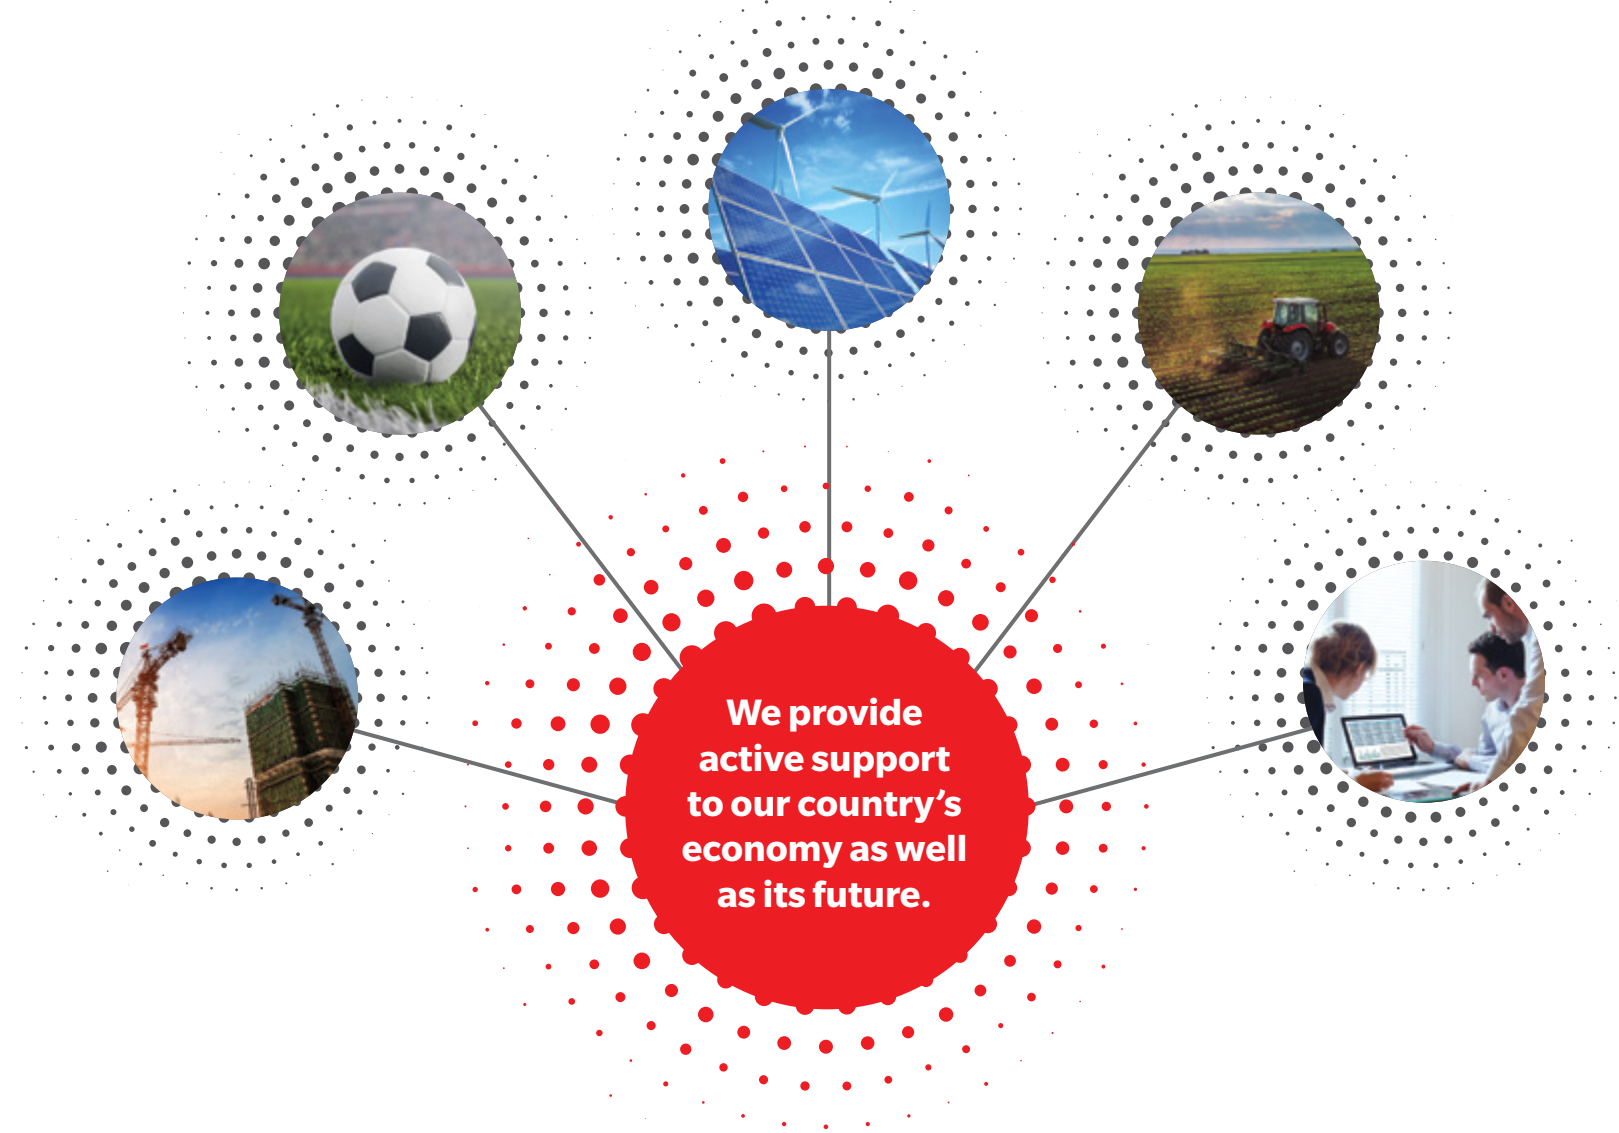 We provide
active support
to our country’s
economy as well
as its future.